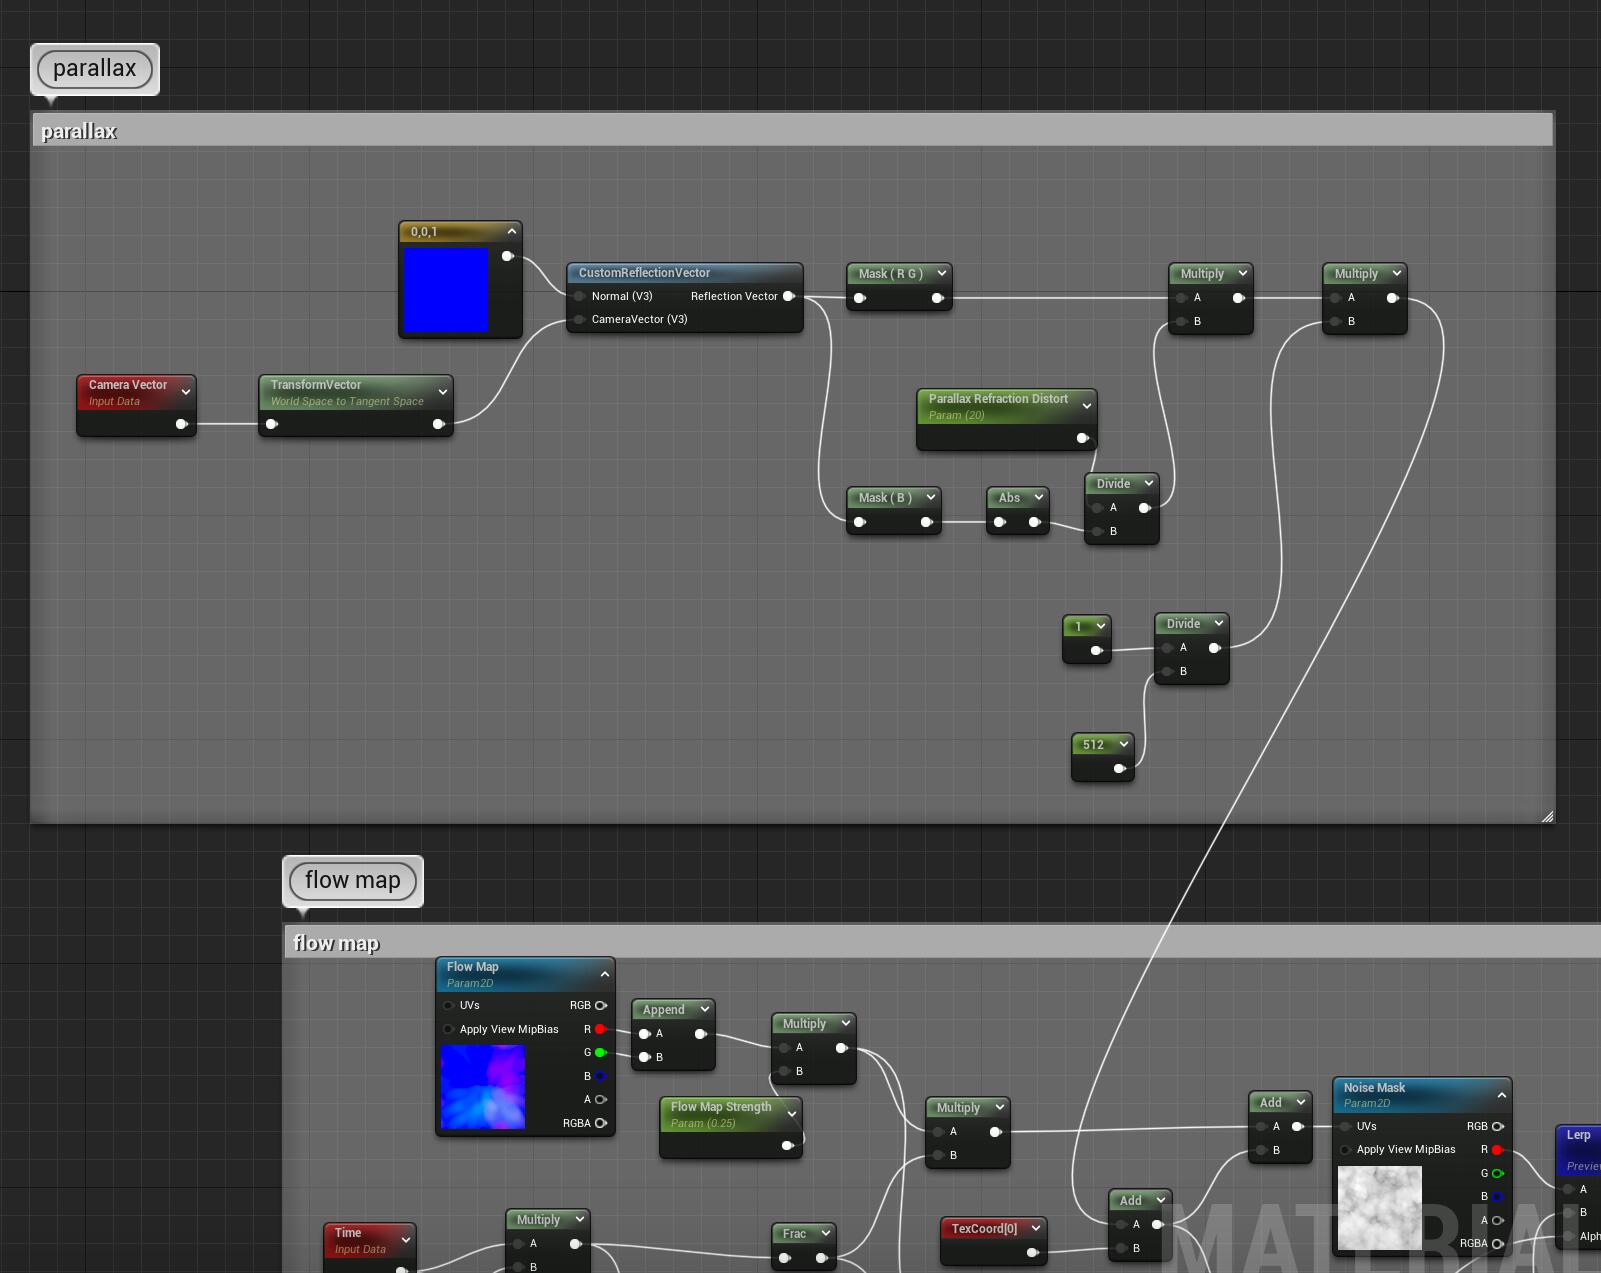 parallax
parallax
0,0,1
CustomReflectionVector
Normal (V3) Reflection Vector
CameraVector (V3)
Mask ( R G )
Multiply
A
B
Multiply
A
B
Camera Vector
Input Data
TransformVector
World Space to Tangent Space
Parallax Refraction Distort
Param (20)
Mask ( B )
Abs
Divide
A
B
1
Divide
A
B
512
flow map
flow map
Flow Map
Param2D
UVs RGB
Apply View MipBias R
G
B
A
RGBA
Append
A
B
Multiply
A
B
Flow Map Strength
Param (0.25)
Multiply
A
B
Add
A
B
Noise Mask
Param2D
UVs RGB
Apply View MipBias R
G
B
A
RGBA
Lerp
A
B
Time
Input Data
Multiply
A
B
Frac
TexCoord[0]
Add
A
B